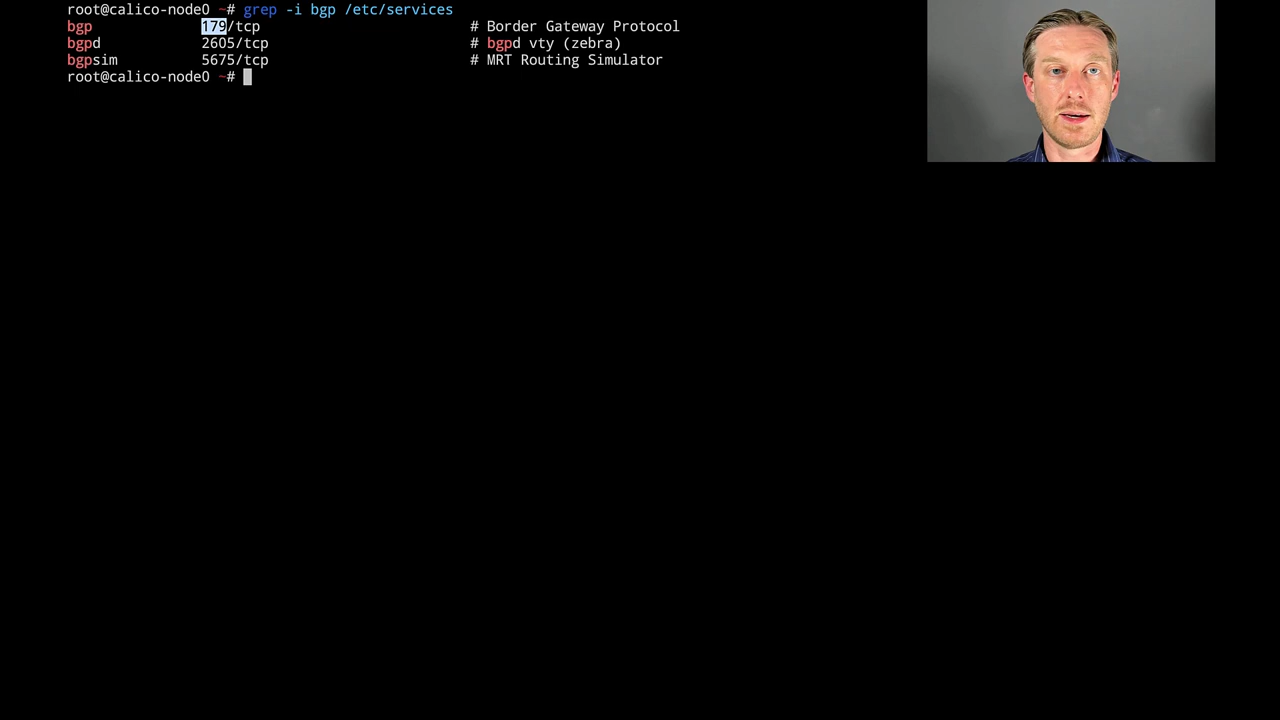 root@calico-node0 ~# grep -i bgp /etc/services
bgp 179/tcp # Border Gateway Protocol
bgpd 2605/tcp # bgpd vty (zebra)
bgpsim 5675/tcp # MRT Routing Simulator
root@calico-node0 ~#